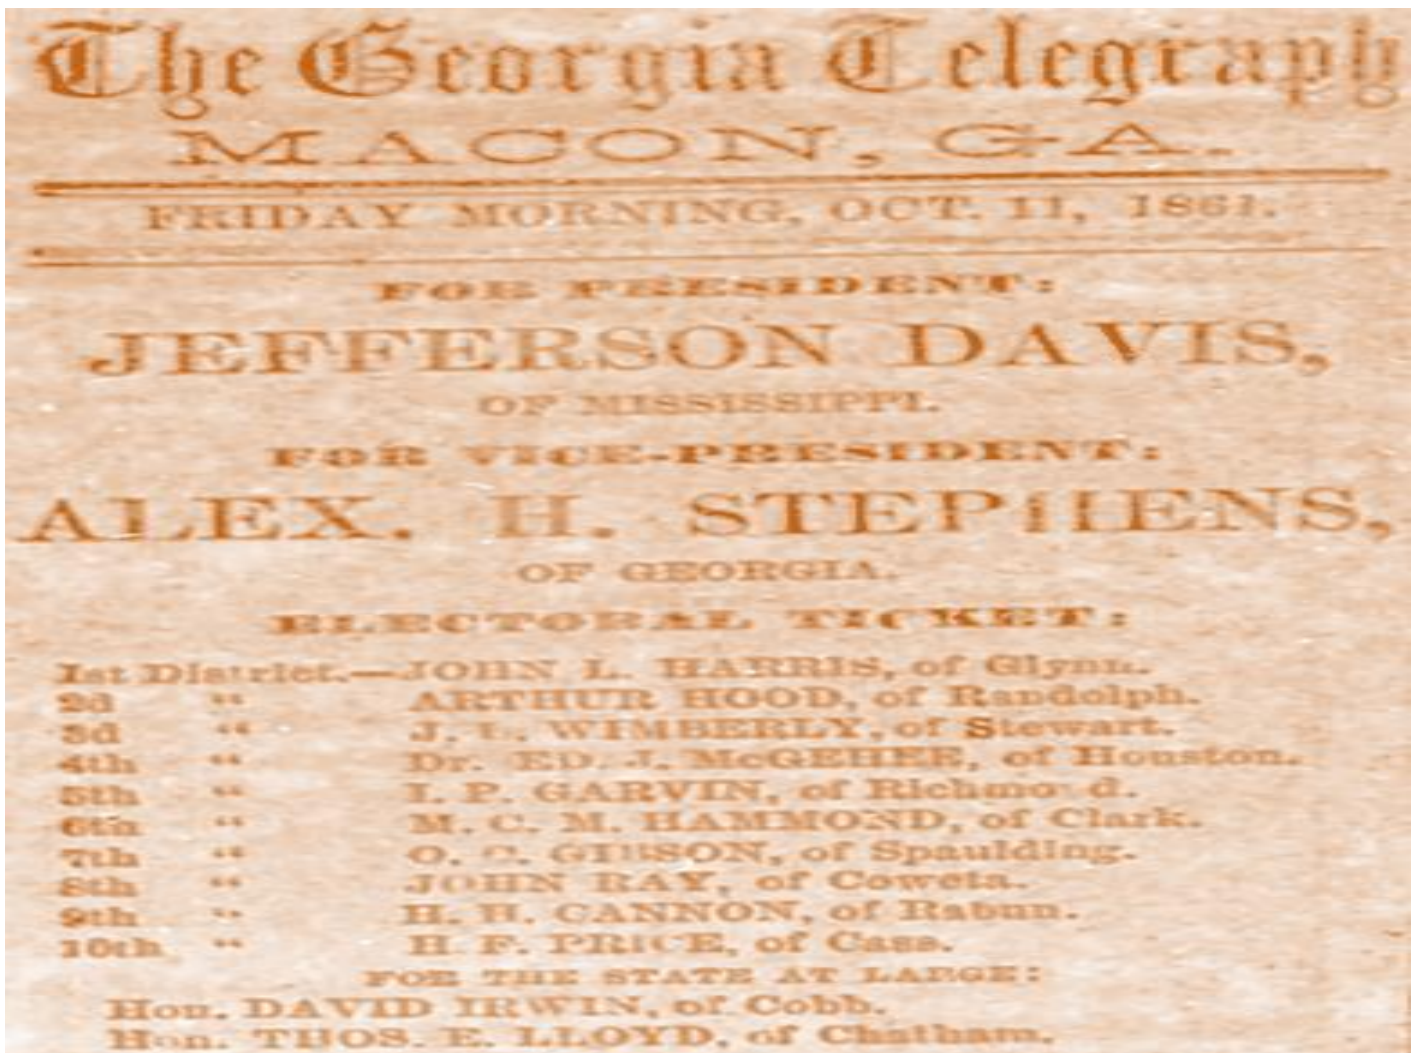 The Georgia Telegraph
MACON, GA.
FRIDAY MORNING, OCT. 11, 1861.
FOR PRESIDENT:
JEFFERSON DAVIS,
OF MISSISSIPPI.
FOR VICE-PRESIDENT:
ALEX. H. STEPHENS,
OF GEORGIA.
ELECTORAL TICKET:
1st District.—JOHN L. HARRIS, of Glynn.
2d " ARTHUR HOOD, of Randolph.
3d " J. L. WIMBERLY, of Stewart.
4th " Dr. ED. J. McGEHEE, of Houston.
5th " I. P. GARVIN, of Richmo d.
6th " M. C. M. HAMMOND, of Clark.
7th " O. C. GIBSON, of Spaulding.
8th " JOHN RAY, of Coweta.
9th " H. W. CANNON, of Rabun.
10th " H F. PRICE, of Cass.
FOR THE STATE AT LARGE:
Hon. DAVID IRWIN, of Cobb.
Hon. THOS. E. LLOYD, of Chatham.